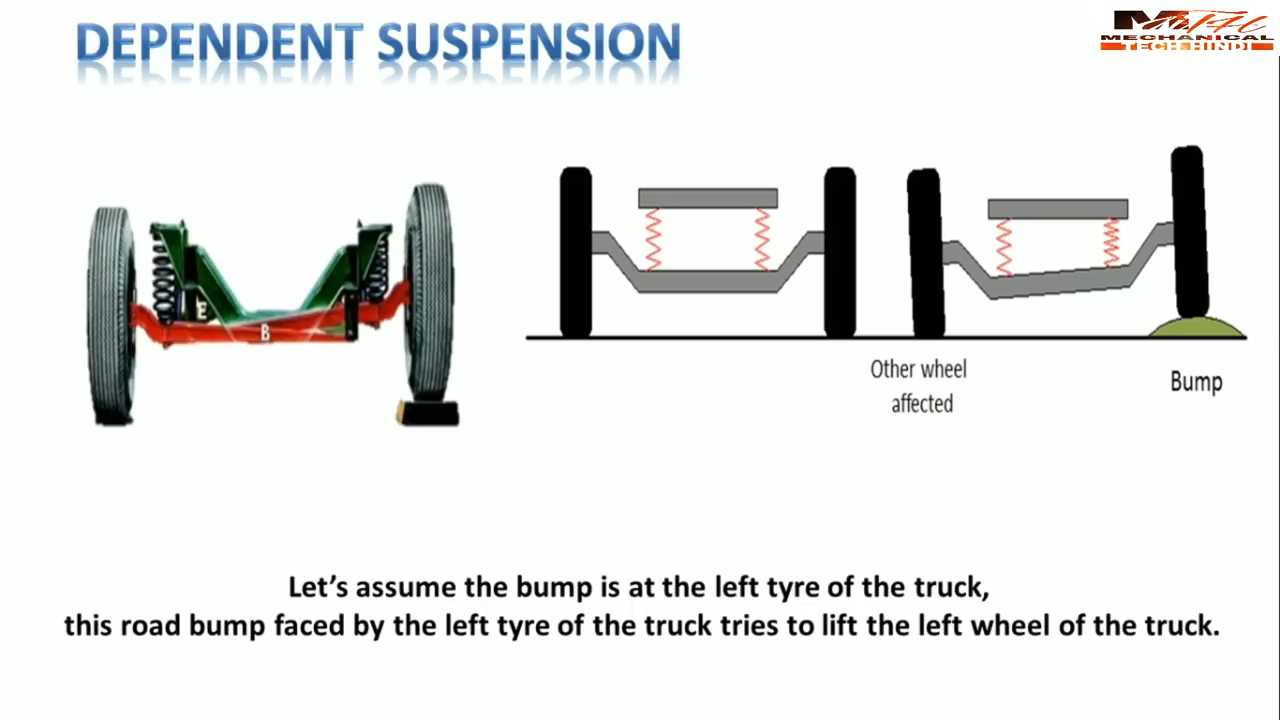 DEPENDENT SUSPENSION
MECHANICAL
TECH HINDI
E
B
Other wheel
affected
Bump
Let's assume the bump is at the left tyre of the truck,
this road bump faced by the left tyre of the truck tries to lift the left wheel of the truck.